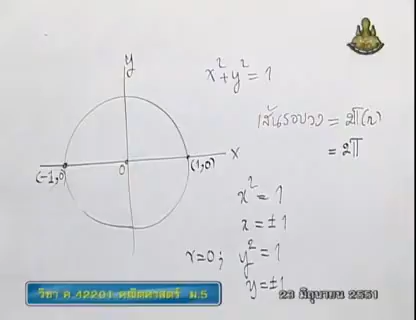 y
x² + y² = 1
เส้นรอบวง = 2π(r)
= 2π
x
(-1,0)
0
(1,0)
x² = 1
x = ±1
x=0; y² = 1
y = ±1
วิชา ค 42201 คณิตศาสตร์ ม.5
23 มิถุนายน 2551